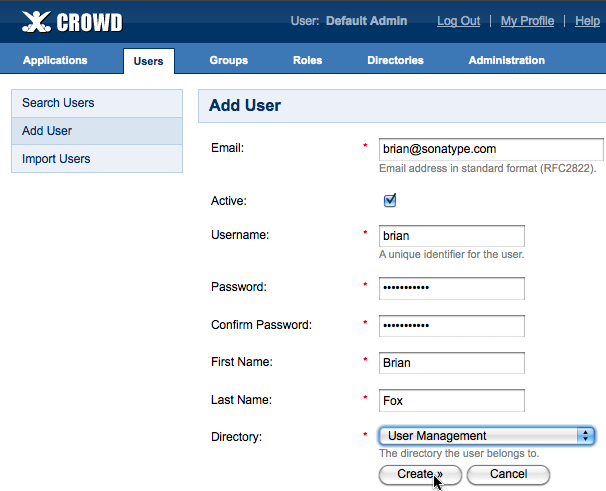 CROWD
User: Default Admin Log Out | My Profile | Help
Applications Users Groups Roles Directories Administration
Search Users
Add User
Import Users
Add User
Email: * brian@sonatype.com
Email address in standard format (RFC2822).
Active:
Username: * brian
A unique identifier for the user.
Password: * •••••••••••
Confirm Password: * •••••••••••
First Name: * Brian
Last Name: * Fox
Directory: * User Management
The directory the user belongs to.
Create » Cancel